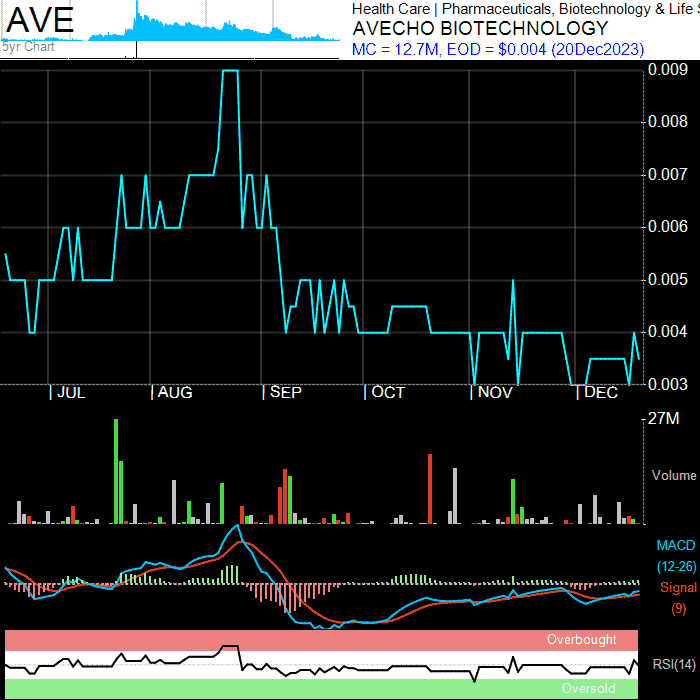 AVE
5yr Chart
Health Care | Pharmaceuticals, Biotechnology & Life
AVECHO BIOTECHNOLOGY
MC = 12.7M, EOD = $0.004 (20Dec2023)
0.009
0.008
0.007
0.006
0.005
0.004
0.003
JUL AUG SEP OCT NOV DEC
27M
Volume
MACD
(12-26)
Signal
(9)
Overbought
RSI(14)
Oversold